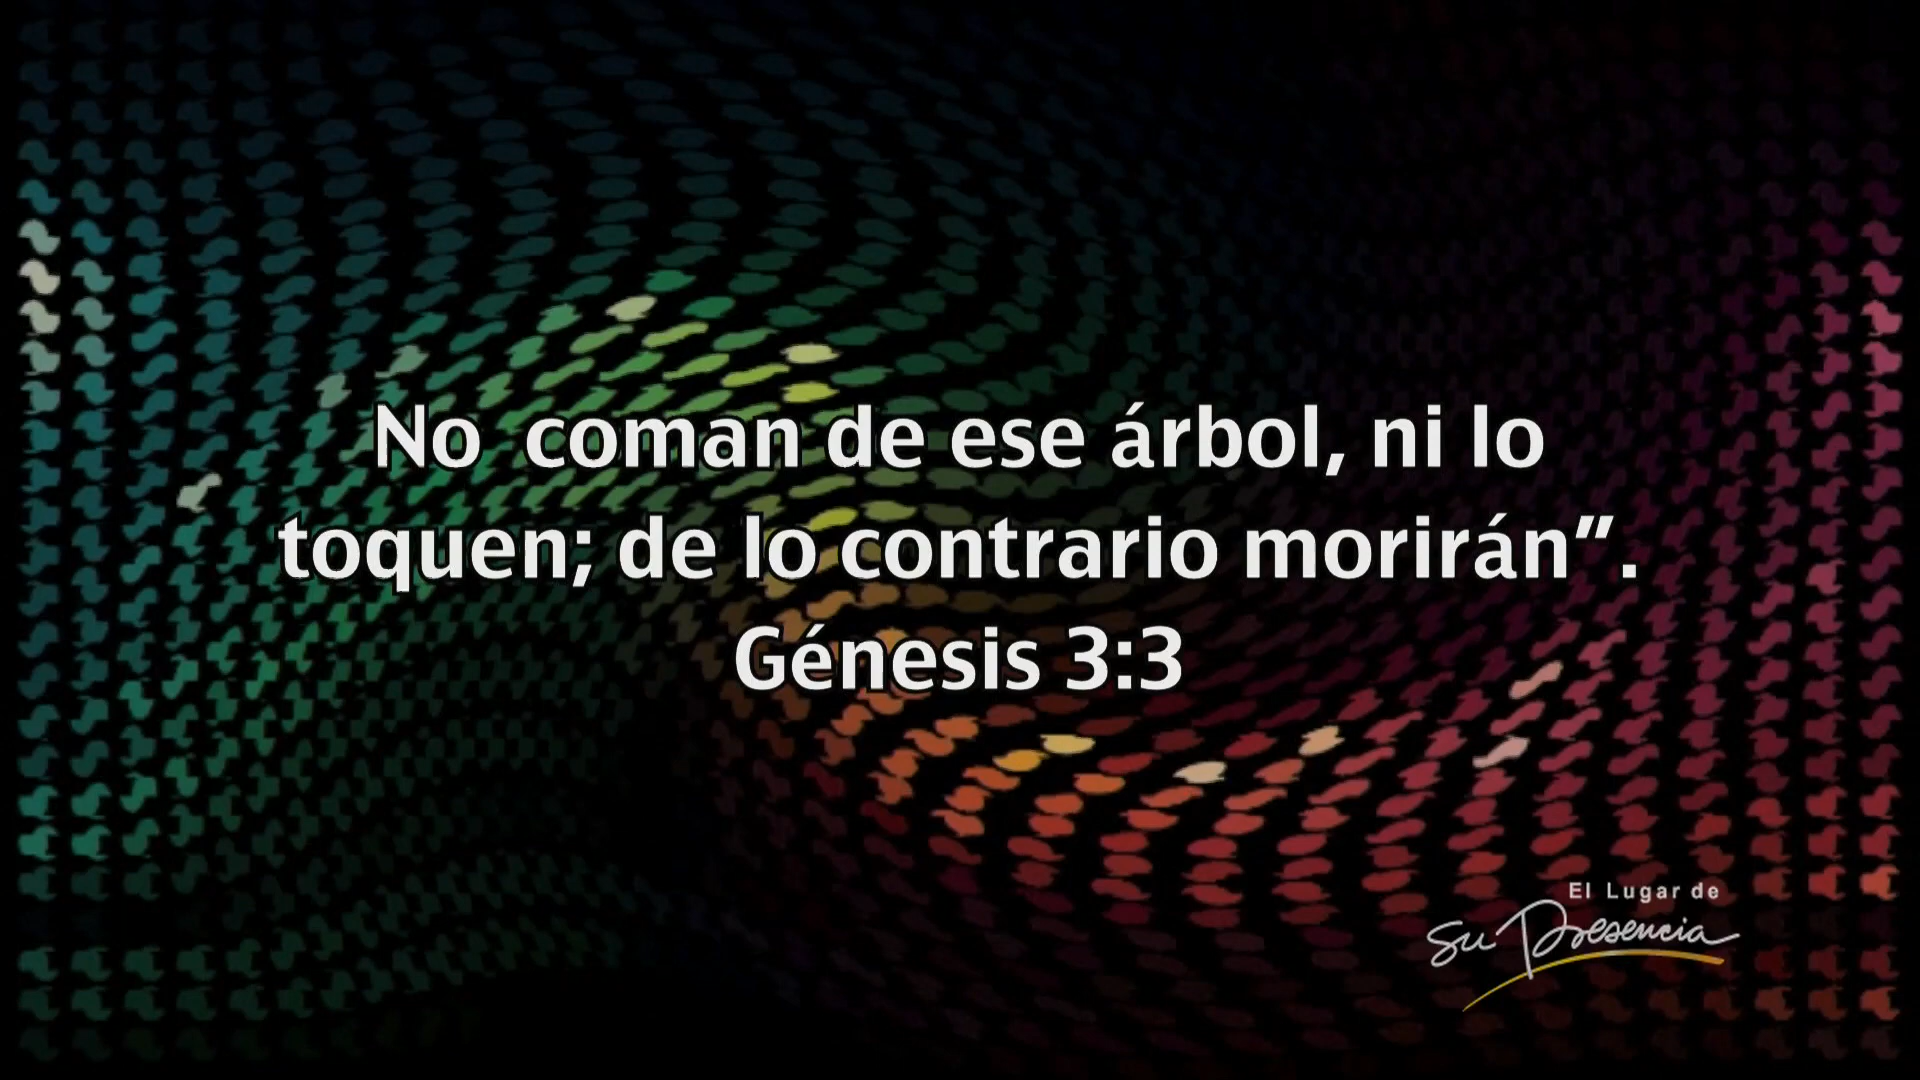 No  coman de ese árbol, ni lo
toquen; de lo contrario morirán”.
Génesis 3:3
El Lugar de
Su Presencia